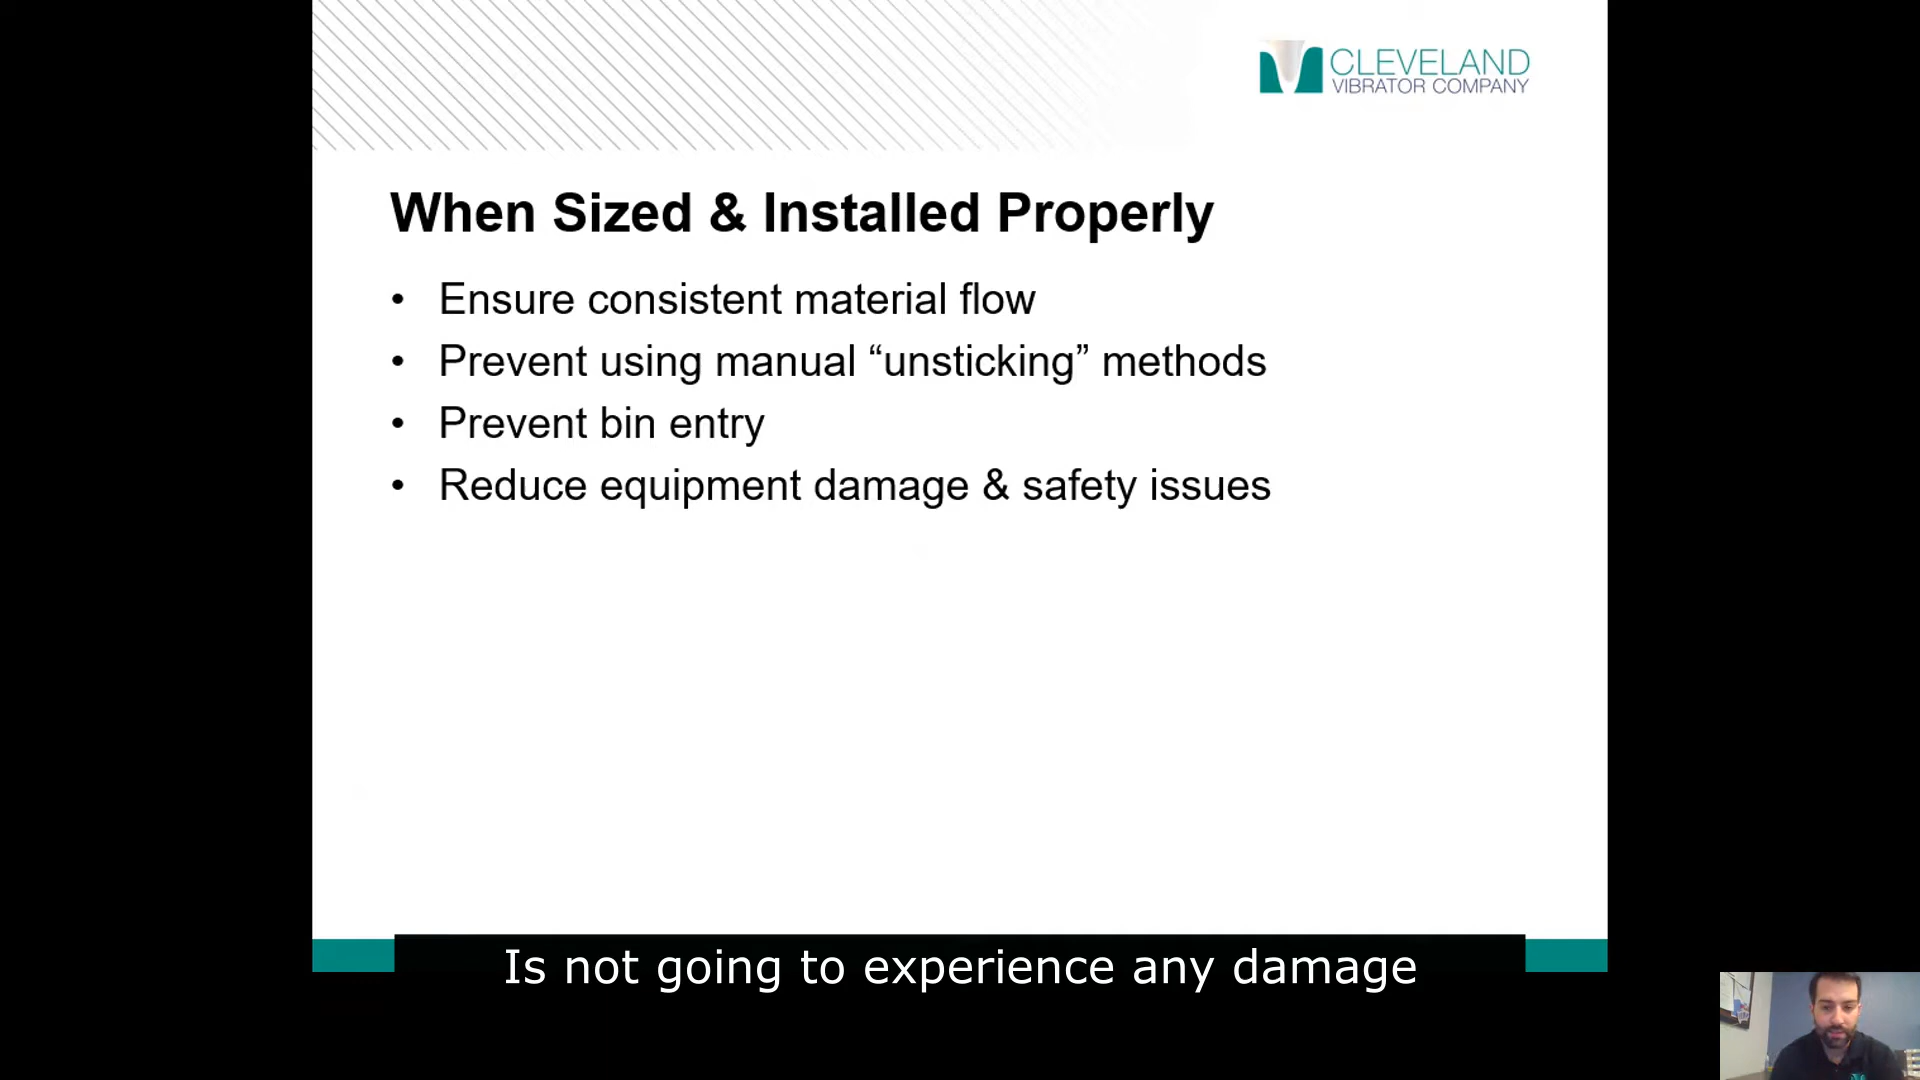 CLEVELAND
VIBRATOR COMPANY
When Sized & Installed Properly
• Ensure consistent material flow
• Prevent using manual “unsticking” methods
• Prevent bin entry
• Reduce equipment damage & safety issues
Is not going to experience any damage